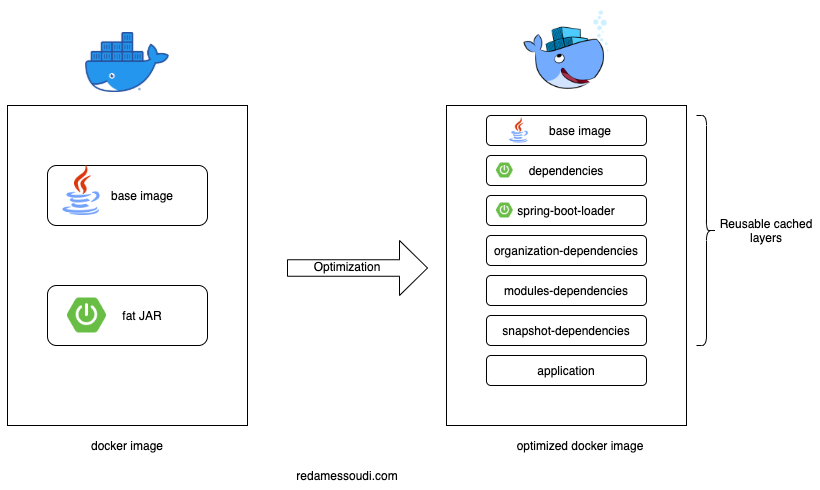 base image
fat JAR
docker image
Optimization
base image
dependencies
spring-boot-loader
organization-dependencies
modules-dependencies
snapshot-dependencies
application
optimized docker image
Reusable cached
layers
redamessoudi.com